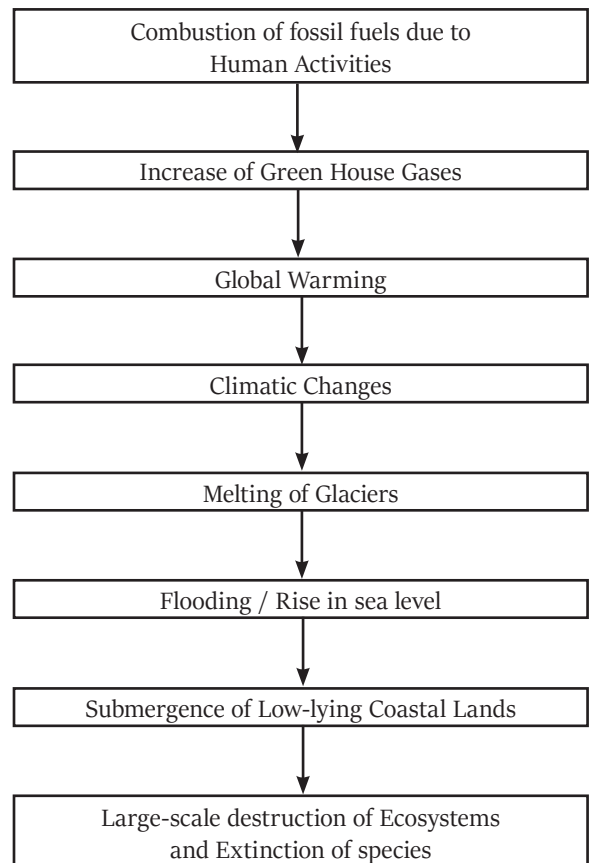 Combustion of fossil fuels due to
Human Activities
Increase of Green House Gases
Global Warming
Climatic Changes
Melting of Glaciers
Flooding / Rise in sea level
Submergence of Low-lying Coastal Lands
Large-scale destruction of Ecosystems
and Extinction of species